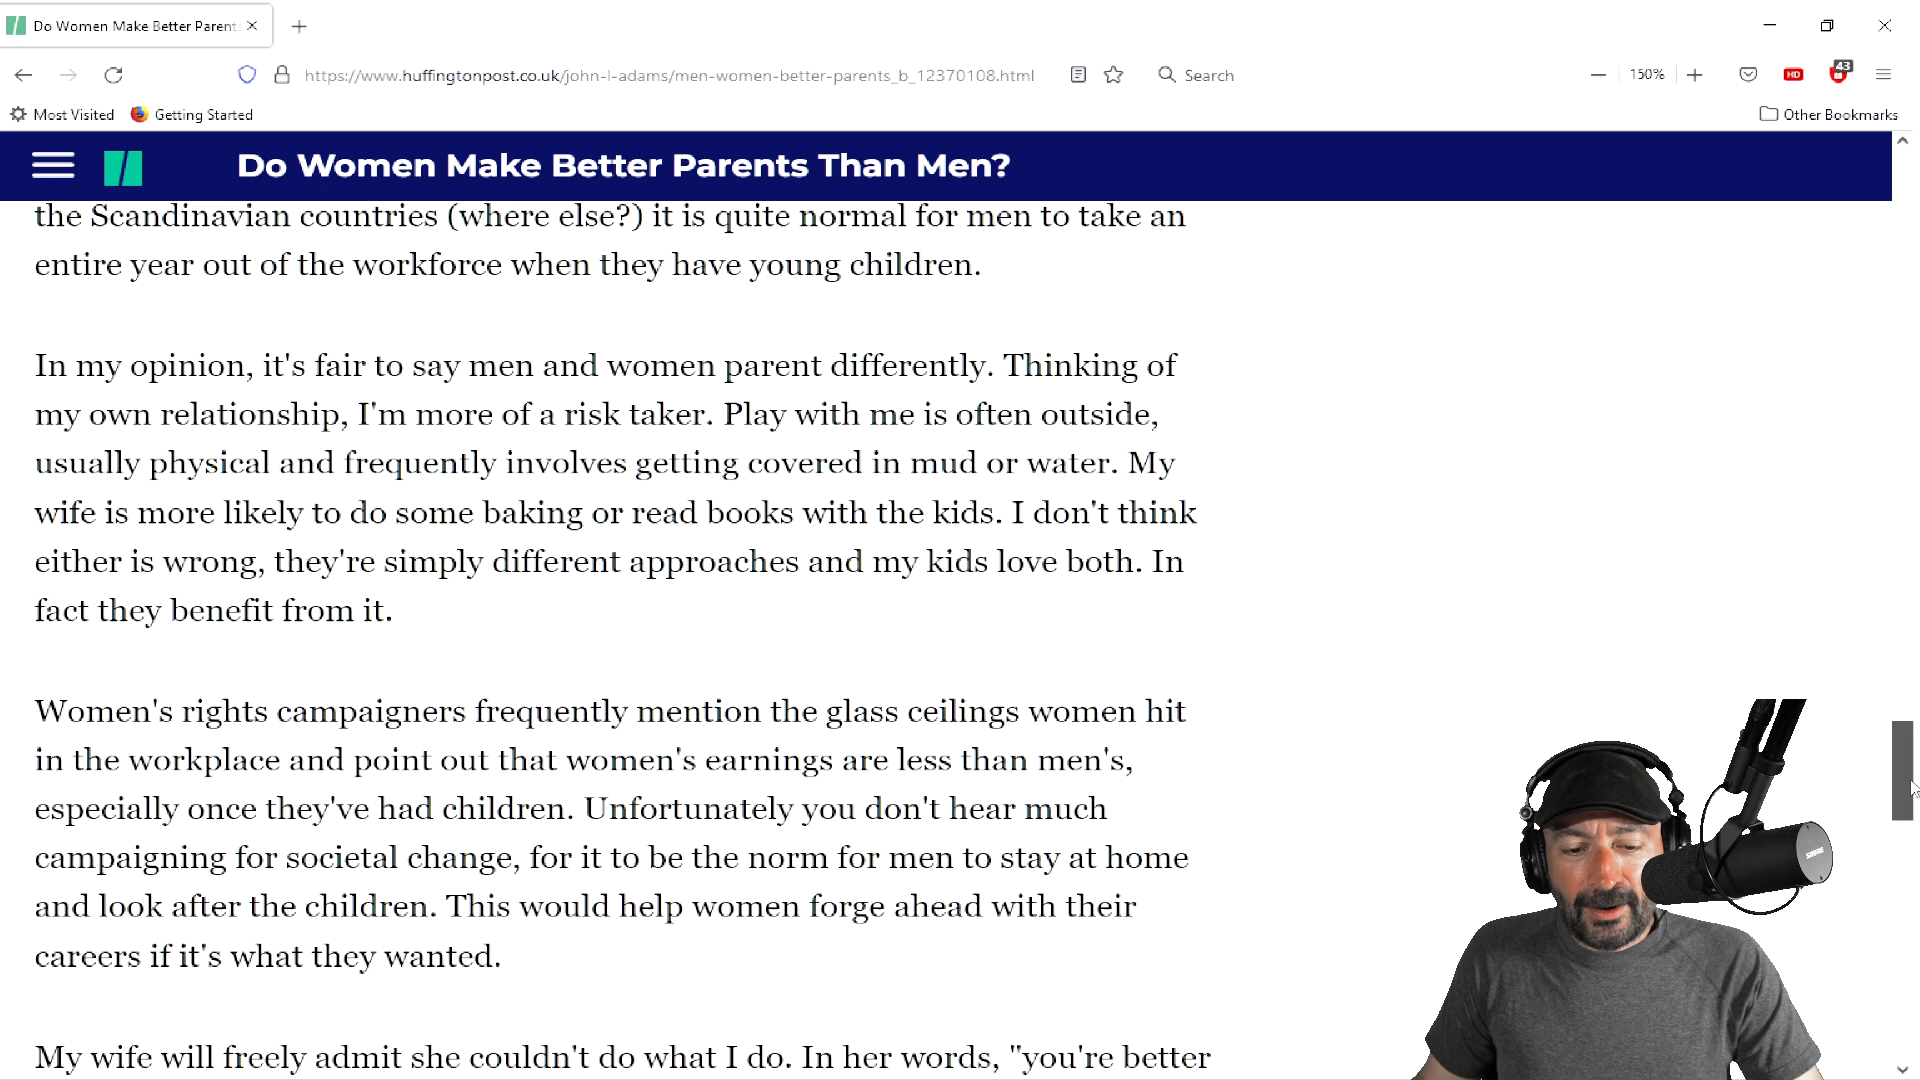 Do Women Make Better Parent
https://www.huffingtonpost.co.uk/john-l-adams/men-women-better-parents_b_12370108.html
Search
150%
HD
43
Most Visited
Getting Started
Other Bookmarks
Do Women Make Better Parents Than Men?
the Scandinavian countries (where else?) it is quite normal for men to take an
entire year out of the workforce when they have young children.
In my opinion, it's fair to say men and women parent differently. Thinking of
my own relationship, I'm more of a risk taker. Play with me is often outside,
usually physical and frequently involves getting covered in mud or water. My
wife is more likely to do some baking or read books with the kids. I don't think
either is wrong, they're simply different approaches and my kids love both. In
fact they benefit from it.
Women's rights campaigners frequently mention the glass ceilings women hit
in the workplace and point out that women's earnings are less than men's,
especially once they've had children. Unfortunately you don't hear much
campaigning for societal change, for it to be the norm for men to stay at home
and look after the children. This would help women forge ahead with their
careers if it's what they wanted.
My wife will freely admit she couldn't do what I do. In her words, "you're better
SHURE